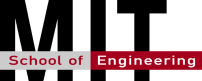 MIT
School of Engineering